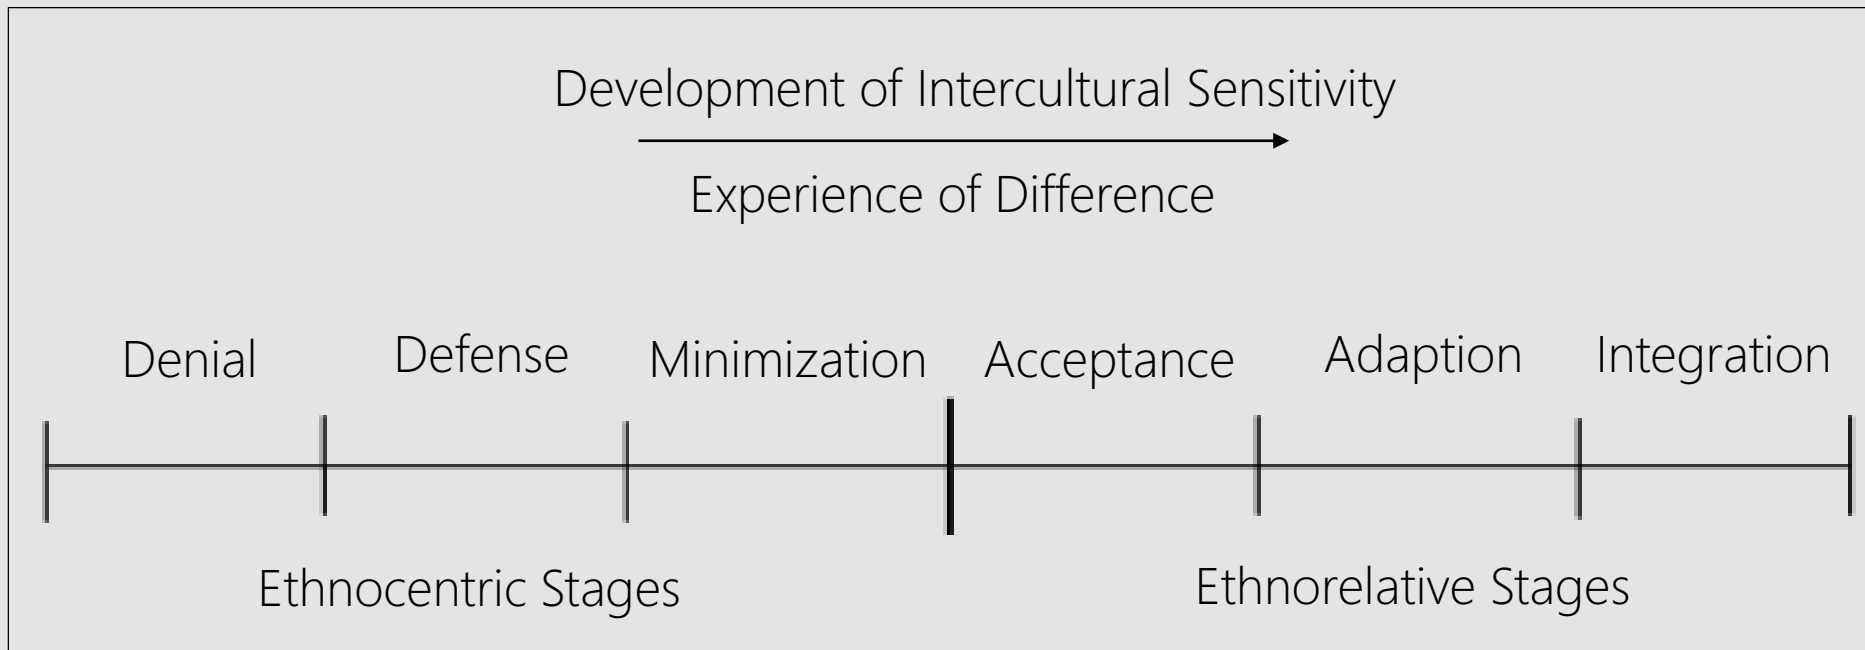 Development of Intercultural Sensitivity
Experience of Difference
Denial Defense Minimization Acceptance Adaption Integration
Ethnocentric Stages Ethnorelative Stages